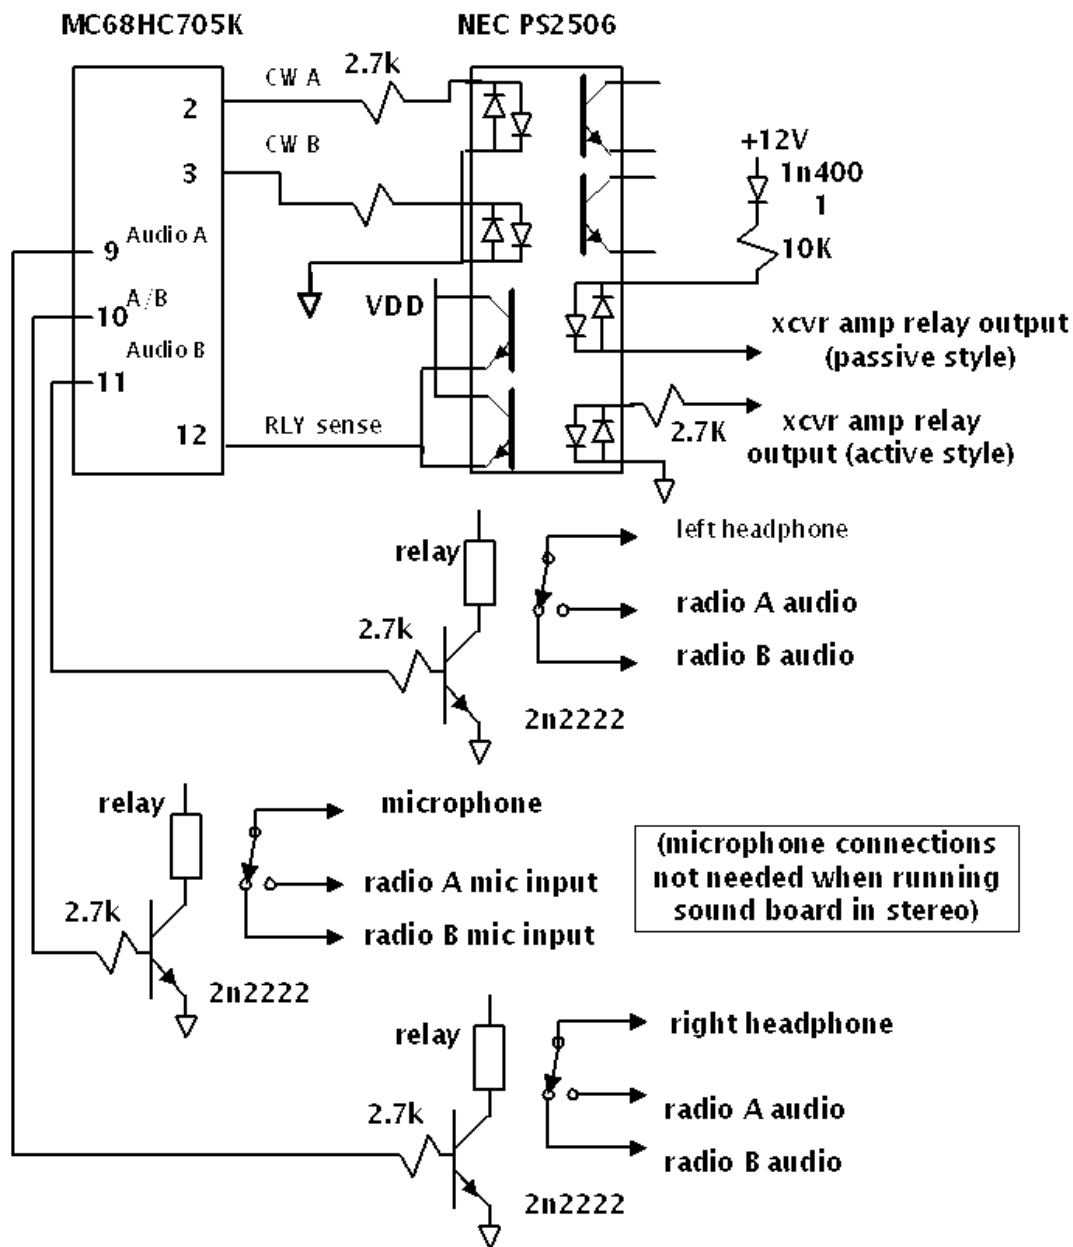 MC68HC705K
NEC PS2506
CW A
2.7k
2
CW B
3
+12V
1n400
1
Audio A
9
10K
A/B
10
VDD
xcvr amp relay output
(passive style)
Audio B
11
12
RLY sense
2.7K
xcvr amp relay
output (active style)
relay
left headphone
radio A audio
2.7k
radio B audio
2n2222
relay
microphone
(microphone connections
not needed when running
sound board in stereo)
radio A mic input
2.7k
radio B mic input
2n2222
relay
right headphone
2.7k
radio A audio
radio B audio
2n2222